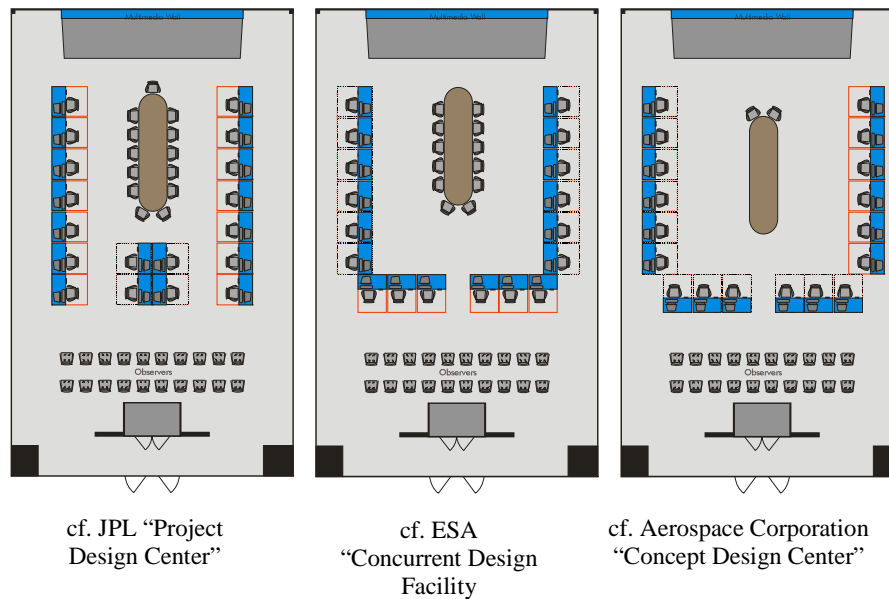 Multimedia Wall
Multimedia Wall
Multimedia Wall
Observers
Observers
Observers
cf. JPL “Project
Design Center”
cf. ESA
“Concurrent Design
Facility
cf. Aerospace Corporation
“Concept Design Center”